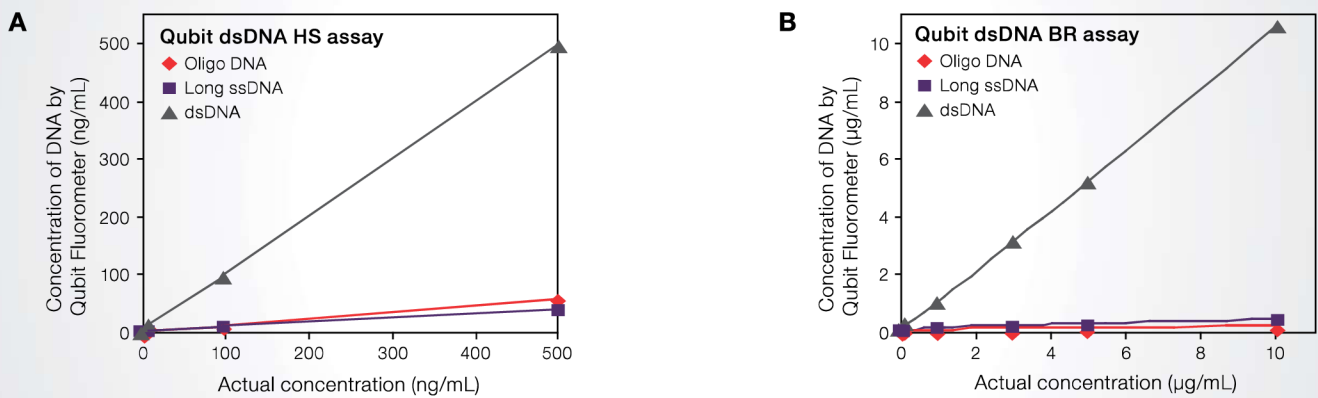 A
Qubit dsDNA HS assay
Oligo DNA
Long ssDNA
dsDNA
Concentration of DNA by
Qubit Fluorometer (ng/mL)
500
400
300
200
100
0
0 100 200 300 400 500
Actual concentration (ng/mL)
B
Qubit dsDNA BR assay
Oligo DNA
Long ssDNA
dsDNA
Concentration of DNA by
Qubit Fluorometer (µg/mL)
10
8
6
4
2
0
0 2 4 6 8 10
Actual concentration (µg/mL)